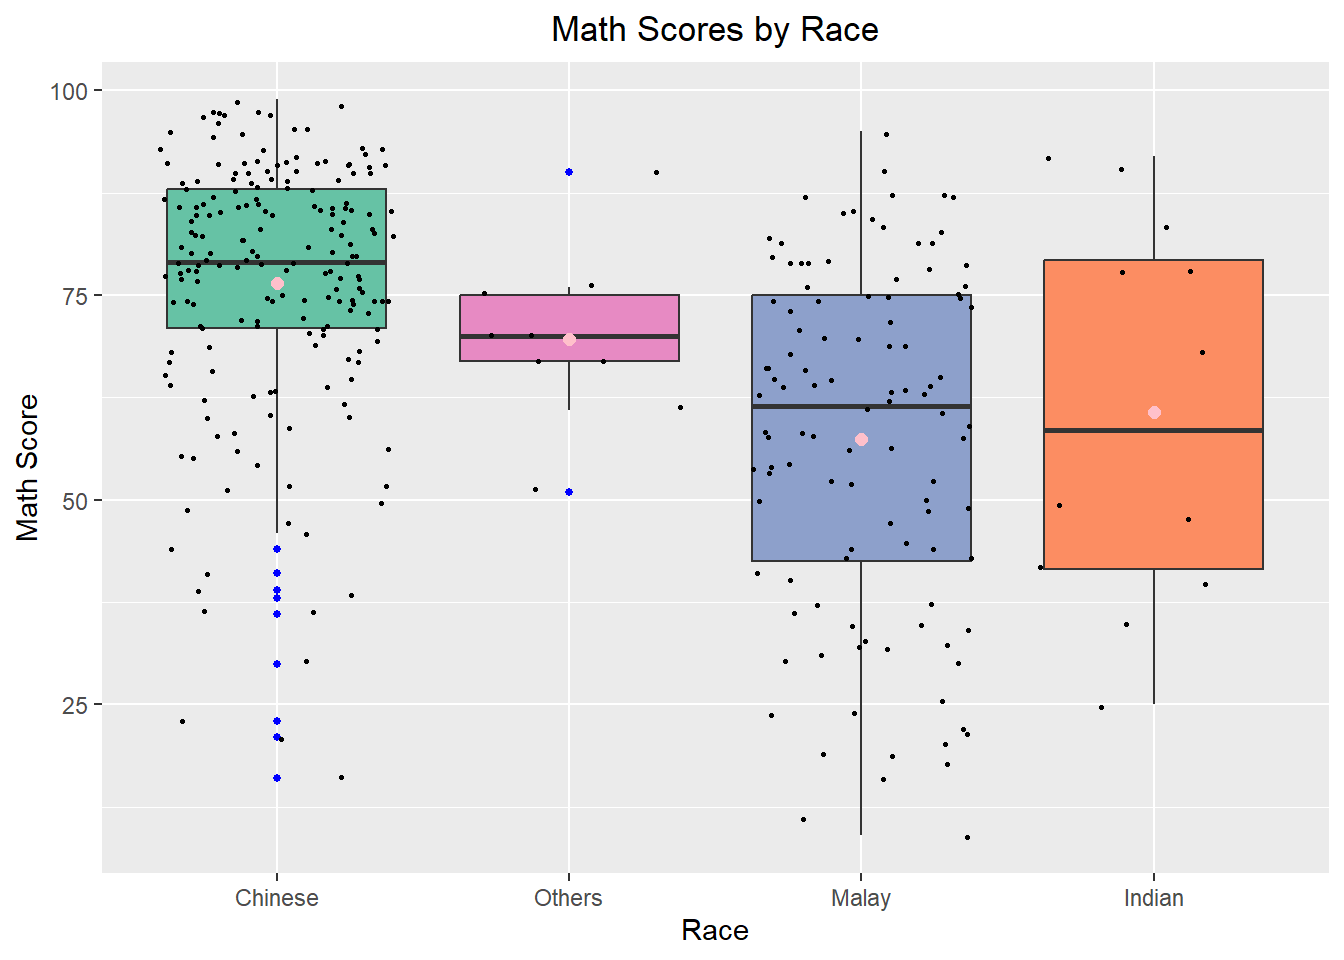 Math Scores by Race
100
75
50
25
Math Score
Chinese
Others
Malay
Indian
Race